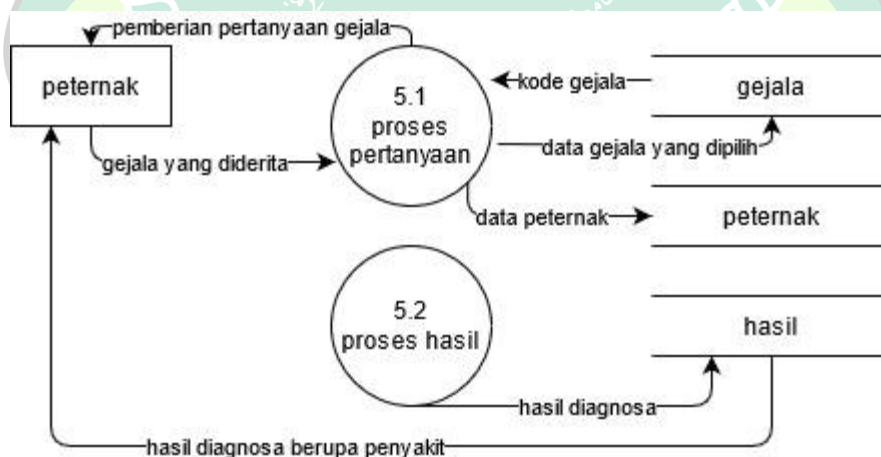 pemberian pertanyaan gejala
peternak
5.1
proses
pertanyaan
kode gejala
gejala
gejala yang diderita
data gejala yang dipilih
data peternak
peternak
5.2
proses hasil
hasil
hasil diagnosa
hasil diagnosa berupa penyakit